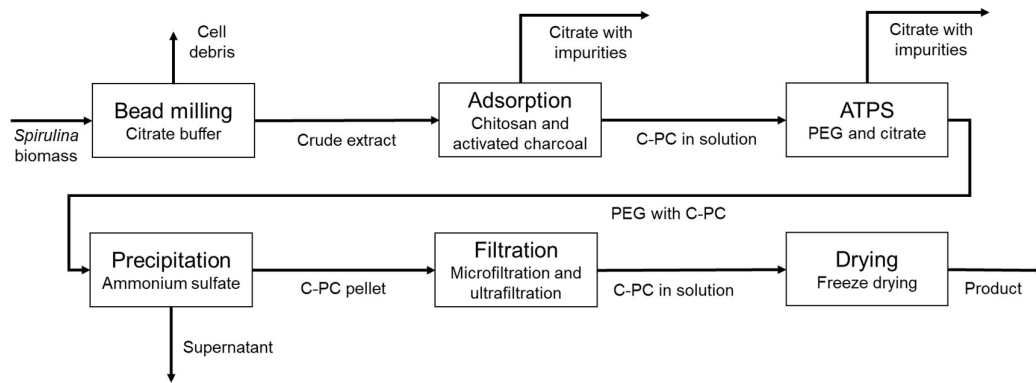 Cell
debris
Citrate with
impurities
Citrate with
impurities
Bead milling
Citrate buffer
Adsorption
Chitosan and
activated charcoal
ATPS
PEG and citrate
Spirulina
biomass
Crude extract
C-PC in solution
PEG with C-PC
Precipitation
Ammonium sulfate
Filtration
Microfiltration and
ultrafiltration
Drying
Freeze drying
C-PC pellet
C-PC in solution
Product
Supernatant